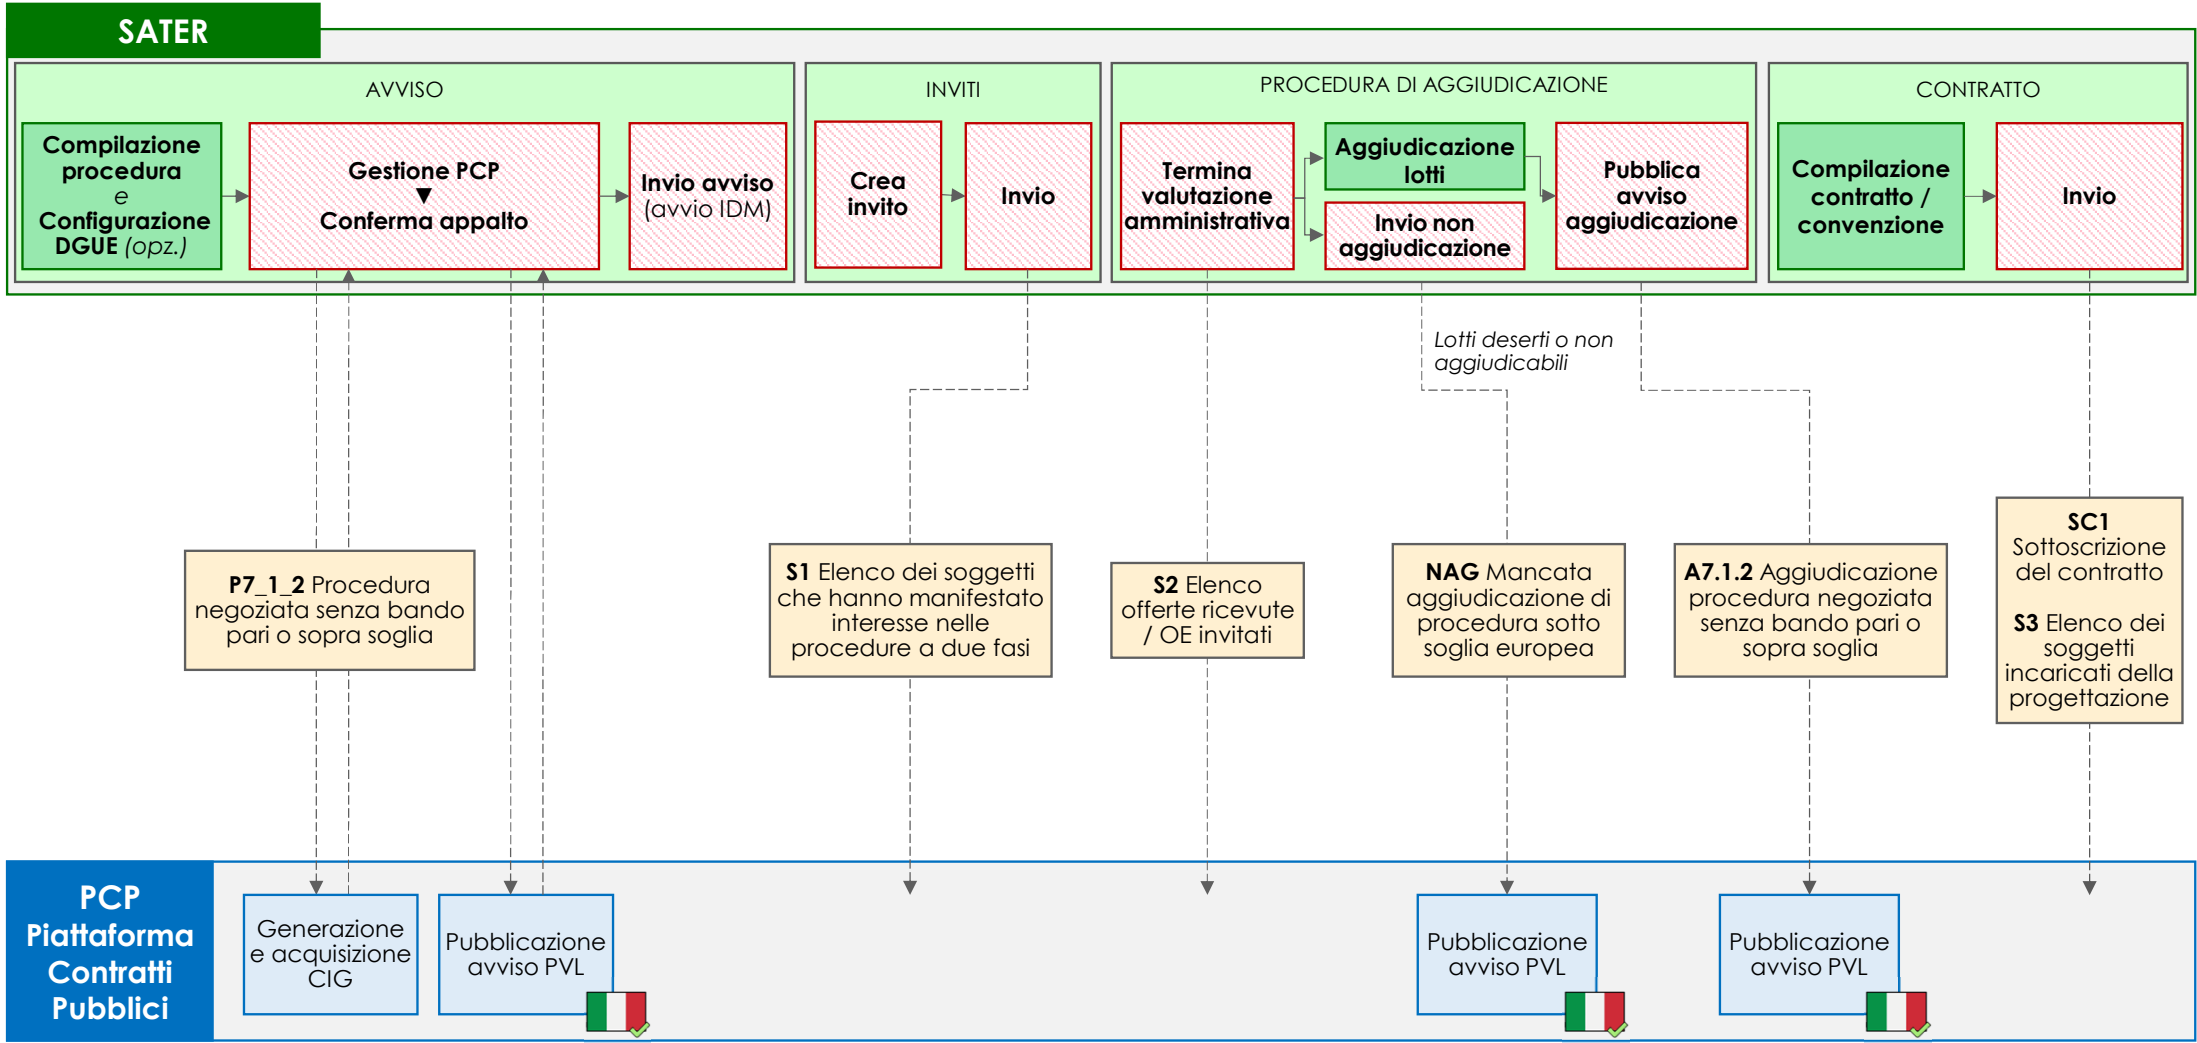 SATER
AVVISO
Compilazione
procedura
e
Configurazione
DGUE (opz.)
Gestione PCP
▼
Conferma appalto
Invio avviso
(avvio IDM)
INVITI
Crea
invito
Invio
PROCEDURA DI AGGIUDICAZIONE
Termina
valutazione
amministrativa
Aggiudicazione
lotti
Invio non
aggiudicazione
Pubblica
avviso
aggiudicazione
CONTRATTO
Compilazione
contratto /
convenzione
Invio
Lotti deserti o non
aggiudicabili
P7_1_2 Procedura
negoziata senza bando
pari o sopra soglia
S1 Elenco dei soggetti
che hanno manifestato
interesse nelle
procedure a due fasi
S2 Elenco
offerte ricevute
/ OE invitati
NAG Mancata
aggiudicazione di
procedura sotto
soglia europea
A7.1.2 Aggiudicazione
procedura negoziata
senza bando pari o
sopra soglia
SC1
Sottoscrizione
del contratto
S3 Elenco dei
soggetti
incaricati della
progettazione
PCP
Piattaforma
Contratti
Pubblici
Generazione
e acquisizione
CIG
Pubblicazione
avviso PVL
Pubblicazione
avviso PVL
Pubblicazione
avviso PVL